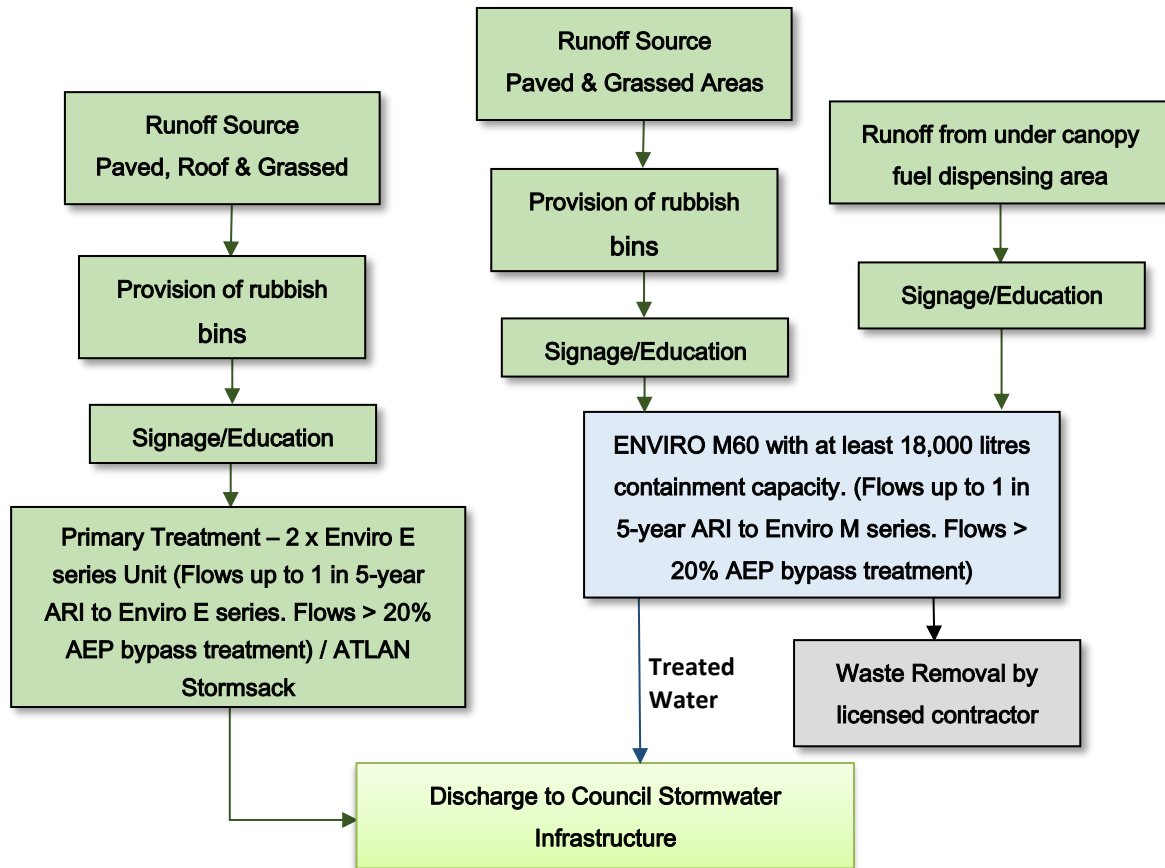 Runoff Source
Paved, Roof & Grassed
Provision of rubbish
bins
Signage/Education
Primary Treatment – 2 x Enviro E
series Unit (Flows up to 1 in 5-year
ARI to Enviro E series. Flows > 20%
AEP bypass treatment) / ATLAN
Stormsack
Runoff Source
Paved & Grassed Areas
Provision of rubbish
bins
Signage/Education
Runoff from under canopy
fuel dispensing area
Signage/Education
ENVIRO M60 with at least 18,000 litres
containment capacity. (Flows up to 1 in
5-year ARI to Enviro M series. Flows >
20% AEP bypass treatment)
Treated
Water
Waste Removal by
licensed contractor
Discharge to Council Stormwater
Infrastructure